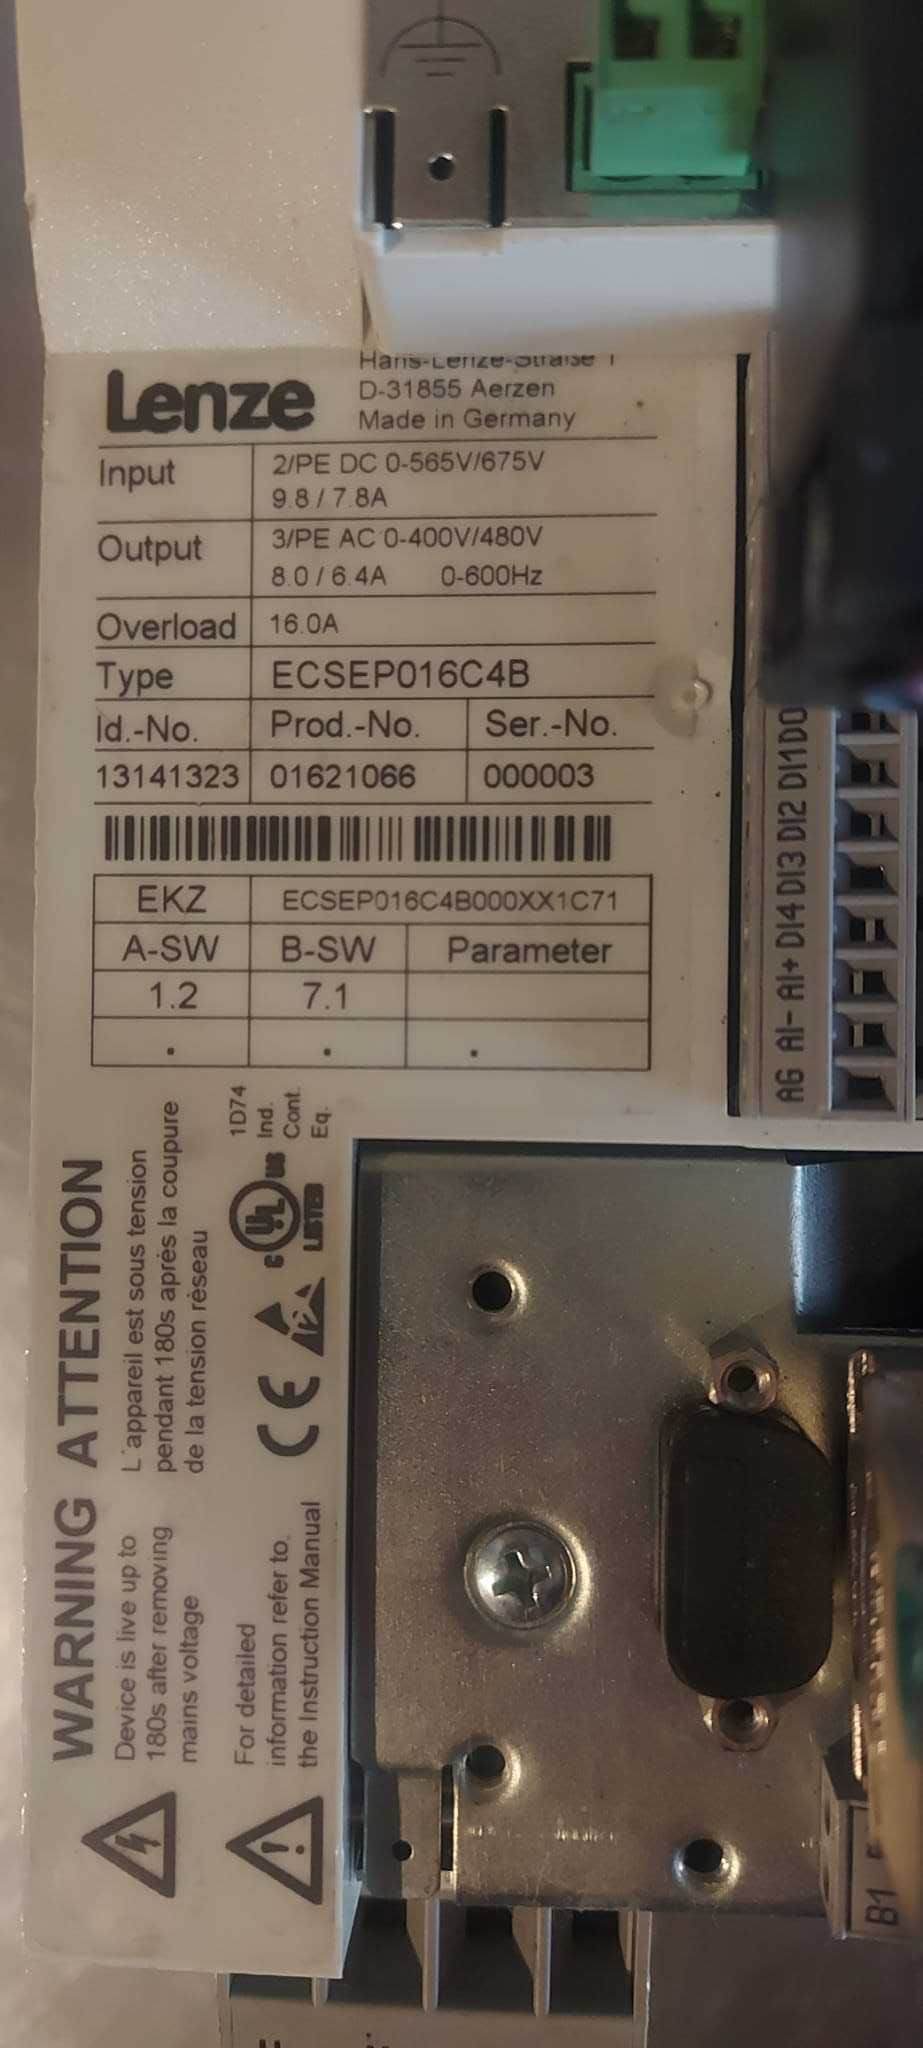 Lenze
Hans-Lenze-Straße 1
D-31855 Aerzen
Made in Germany
Input
2/PE DC 0-565V/675V
9.8 / 7.8A
Output
3/PE AC 0-400V/480V
8.0 / 6.4A 0-600Hz
Overload 16.0A
Type ECSEP016C4B
Id.-No. Prod.-No. Ser.-No.
13141323 01621066 000003
EKZ ECSEP016C4B000XX1C71
A-SW B-SW Parameter
1.2 7.1
. . .
WARNING ATTENTION
Device is live up to
180s after removing
mains voltage
L´appareil est sous tension
pendant 180s après la coupure
de la tension réseau
For detailed
information refer to.
the Instruction Manual
CE
C UL US
LISTED
1D74
Ind.
Cont.
Eq.
AG AI- AI+ DI4 DI3 DI2 DI1 DO
B1